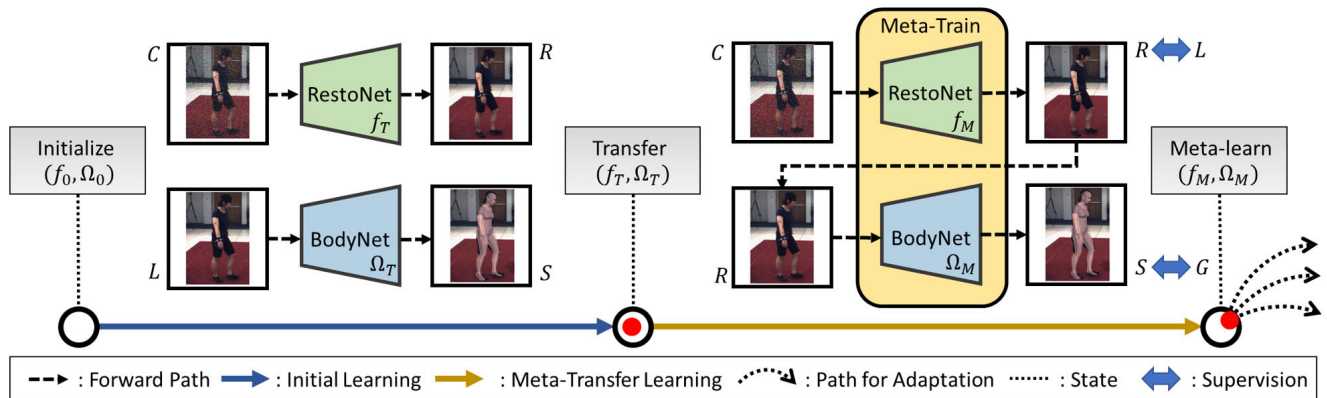 C
RestoNet
f_T
R
Initialize
(f_0, Ω_0)
L
BodyNet
Ω_T
S
Transfer
(f_T, Ω_T)
Meta-Train
C
RestoNet
f_M
R L
R
BodyNet
Ω_M
S G
Meta-learn
(f_M, Ω_M)
: Forward Path : Initial Learning : Meta-Transfer Learning : Path for Adaptation : State : Supervision